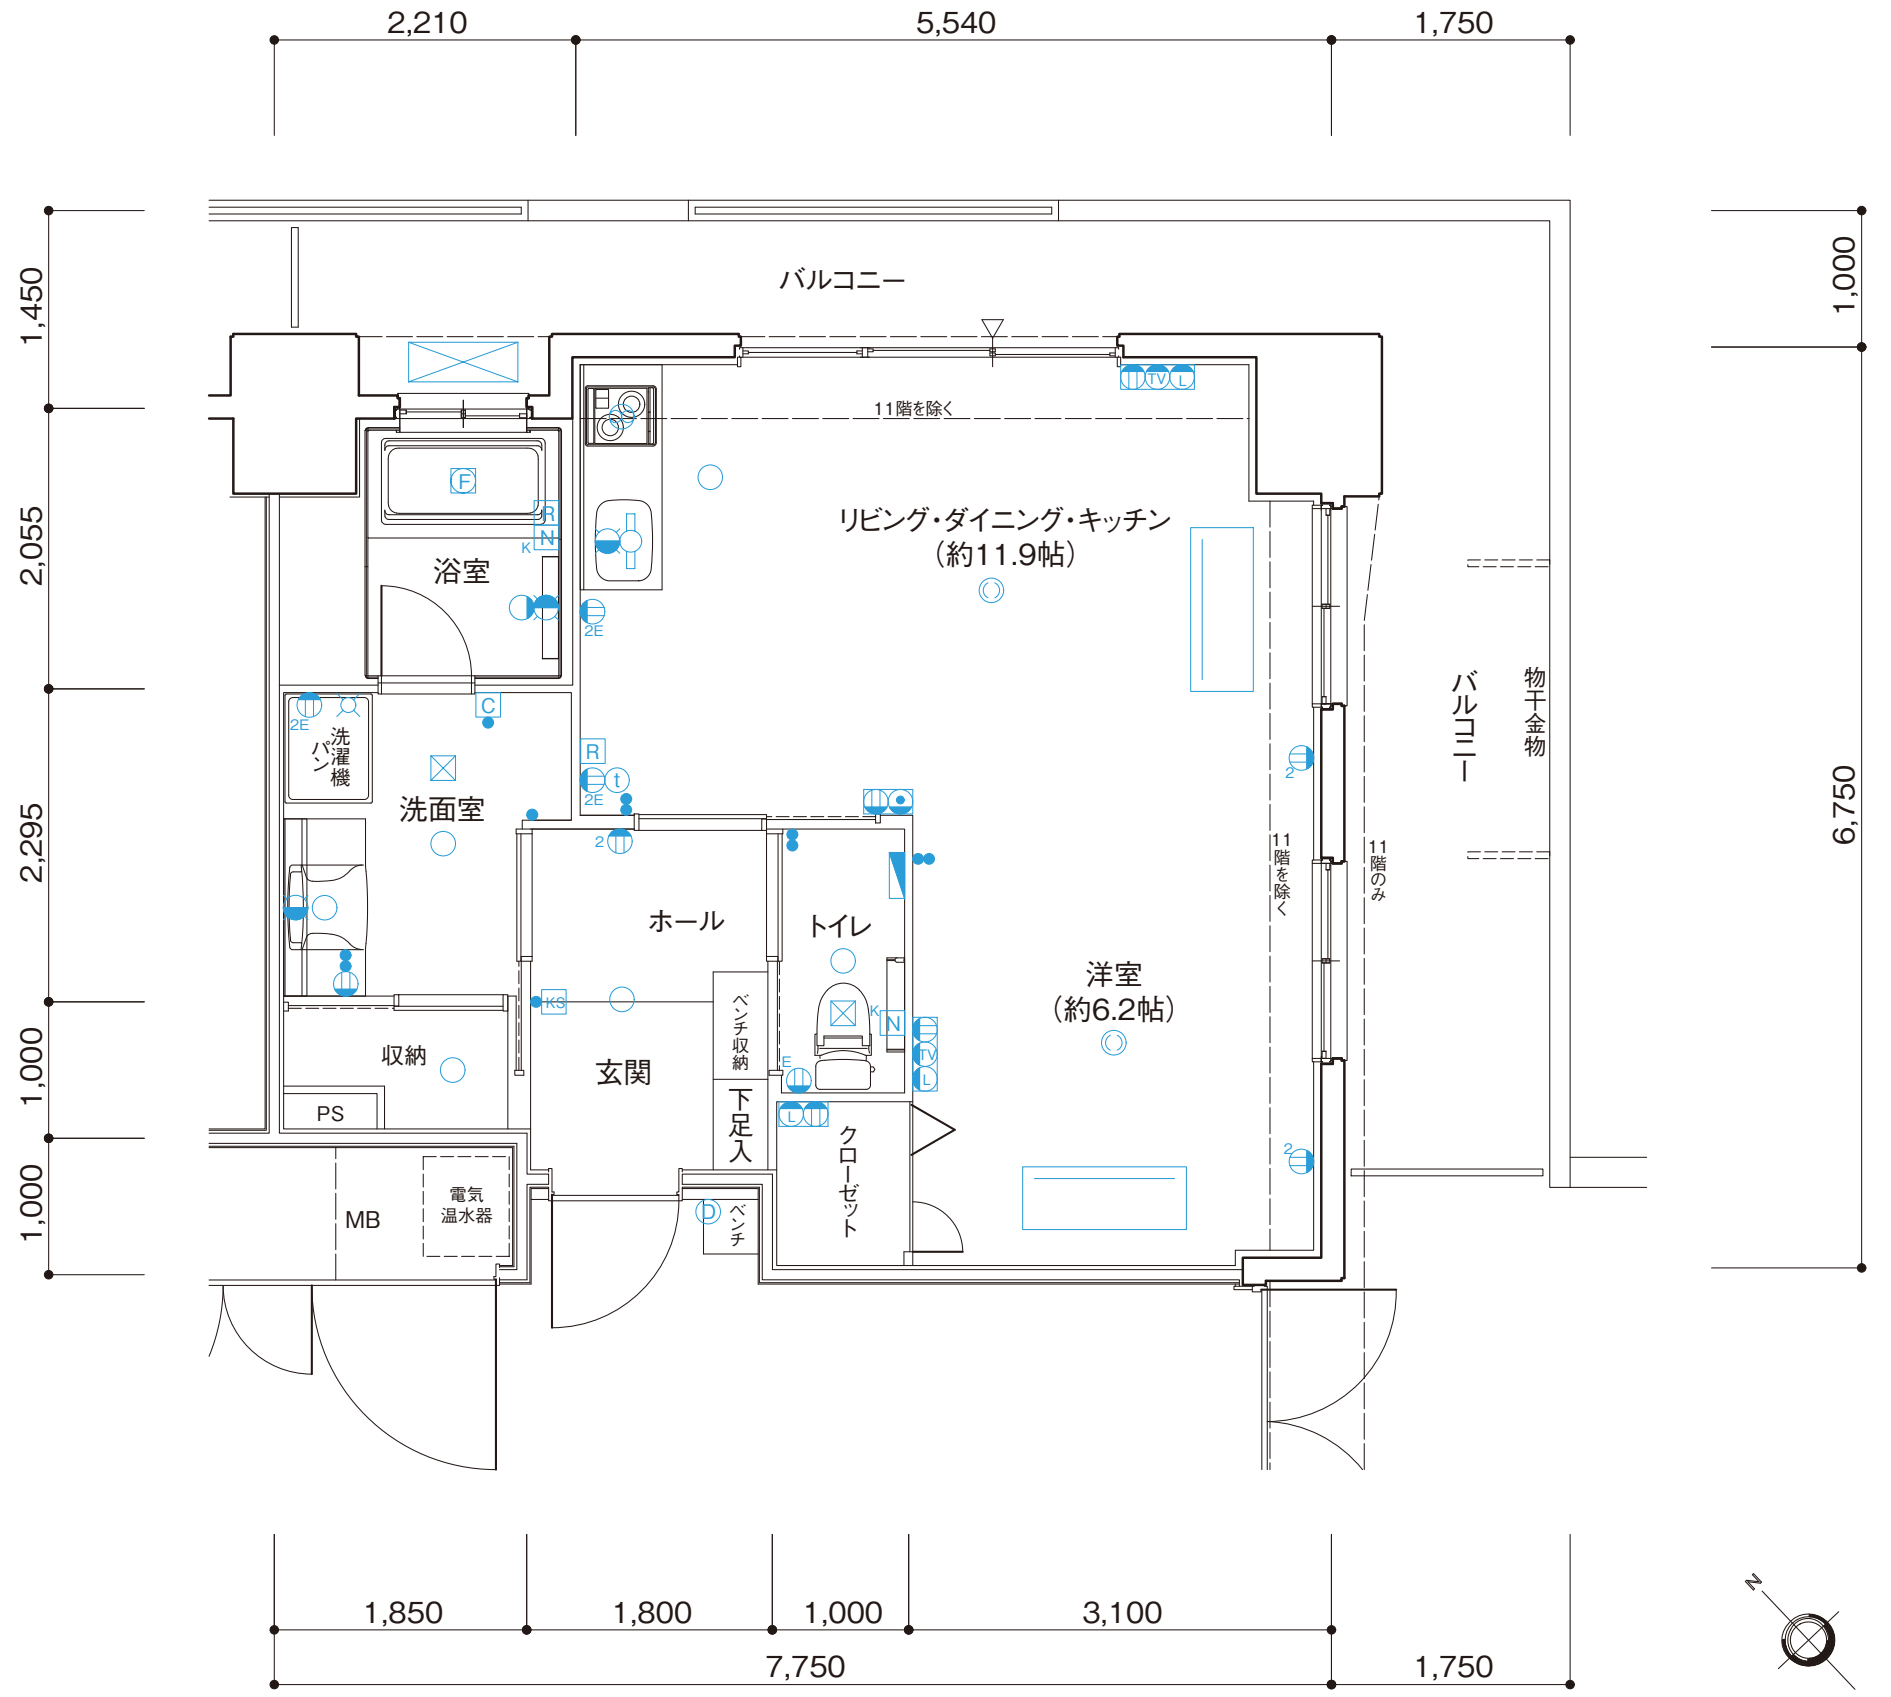 2,210
5,540
1,750
1,450
2,055
2,295
1,000
1,000
1,000
6,750
バルコニー
11階を除く
TV
L
F
R
N
K
浴室
リビング・ダイニング・キッチン
(約11.9帖)
2E
C
2E
洗濯機
パン
洗面室
R
t
2E
2
2
バルコニー
物干金物
11階を除く
11階のみ
ホール
トイレ
洋室
(約6.2帖)
KS
ベンチ収納
K
N
TV
L
E
収納
玄関
下足入
PS
L
クローゼット
2
MB
電気
温水器
D
ベンチ
1,850
1,800
1,000
3,100
7,750
1,750
N